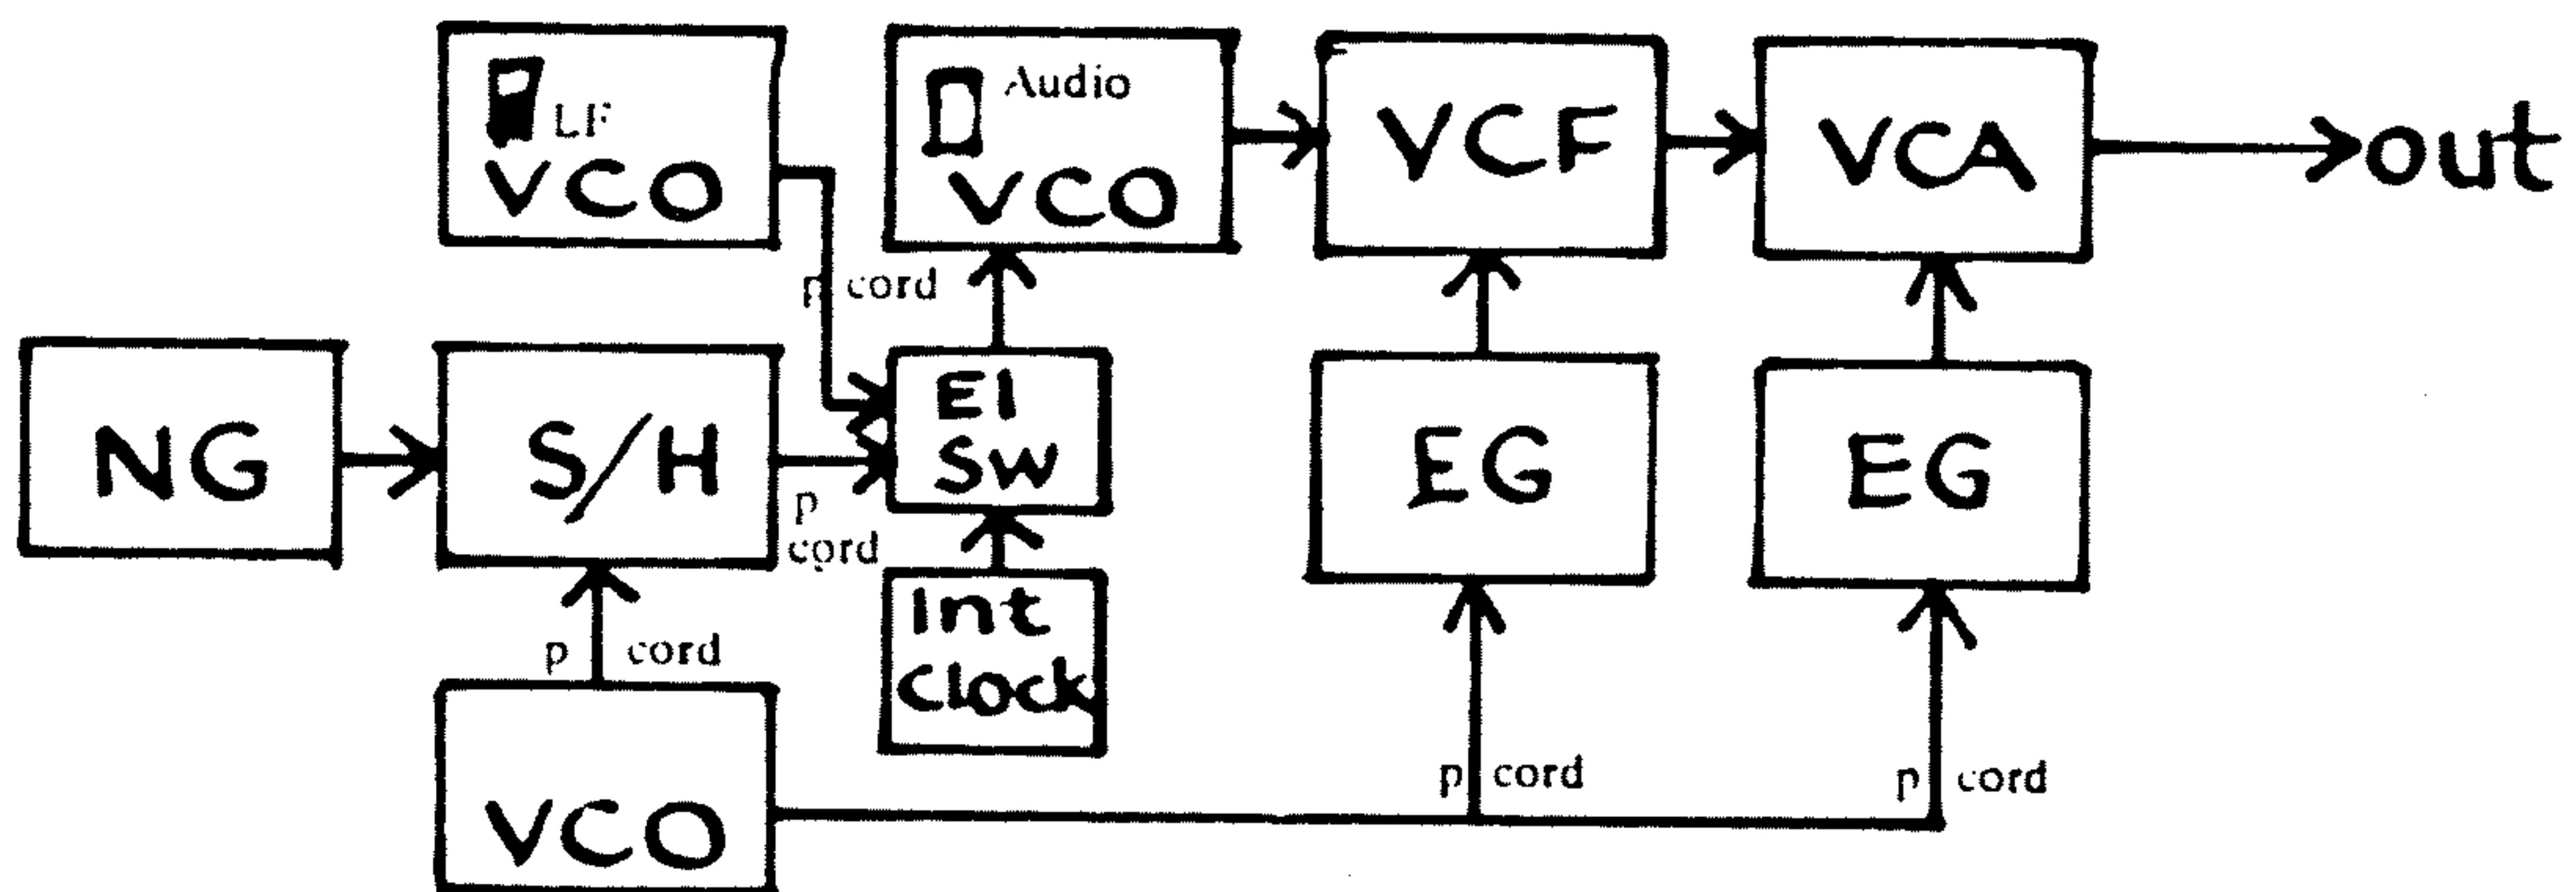 LF
VCO
Audio
VCO
VCF
VCA
out
p cord
NG
S/H
p
cord
El
SW
EG
EG
Int
Clock
p cord
VCO
p cord
p cord